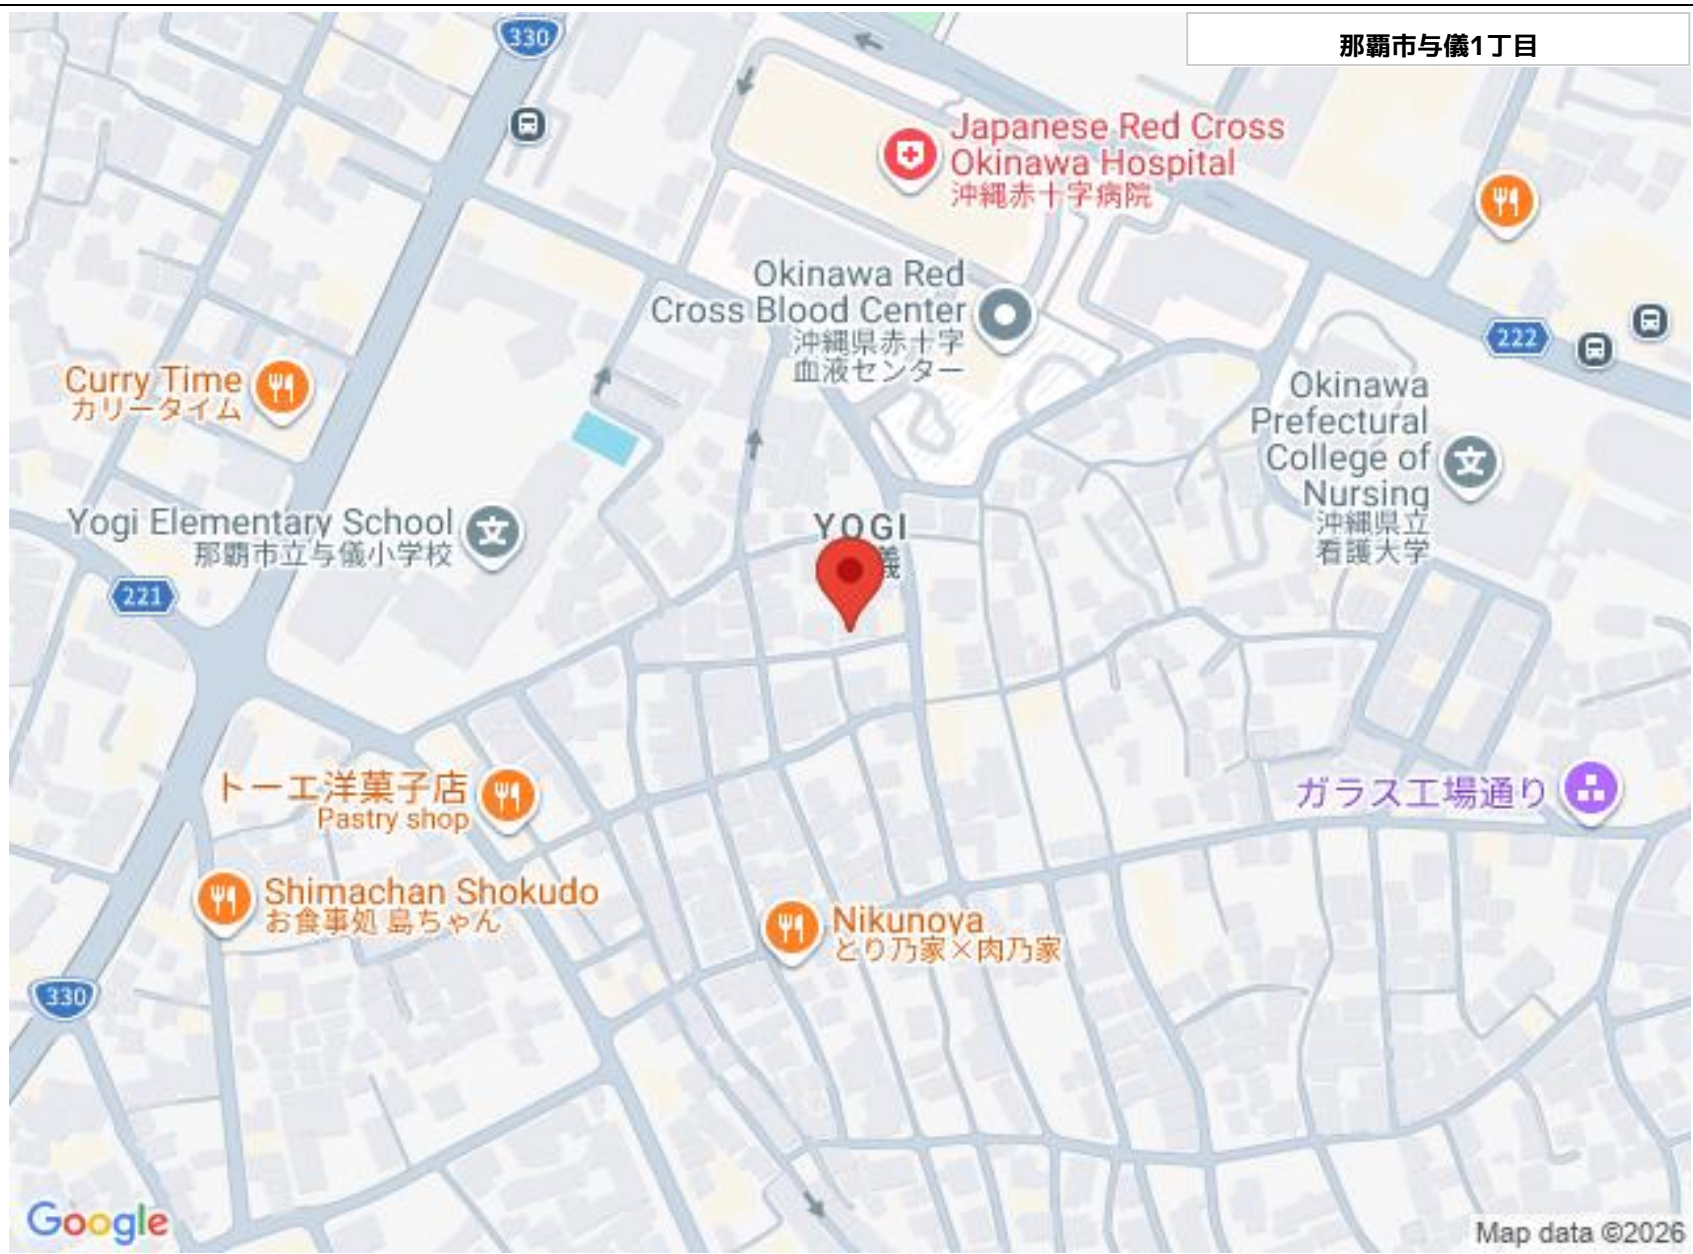 330
那覇市与儀1丁目
Japanese Red Cross
Okinawa Hospital
沖縄赤十字病院
Okinawa Red
Cross Blood Center
沖縄県赤十字
血液センター
222
Curry Time
カリータイム
Okinawa
Prefectural
College of
Nursing
沖縄県立
看護大学
Yogi Elementary School
那覇市立与儀小学校
YOGI
儀
221
トーエ洋菓子店
Pastry shop
ガラス工場通り
Shimachan Shokudo
お食事処 島ちゃん
Nikunoya
とり乃家×肉乃家
330
Google
Map data ©2026